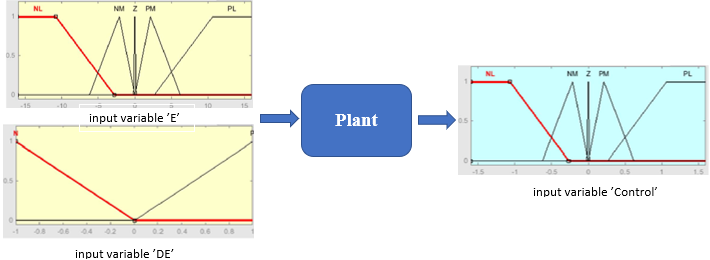 NL NM Z PM PL
1
0.5
0
-15 -10 -5 0 5 10 15
input variable 'E'
N P
1
0.5
0
-1 -0.8 -0.6 -0.4 -0.2 0 0.2 0.4 0.6 0.8 1
input variable 'DE'
Plant
NL NM Z PM PL
1
0.5
0
-1.5 -1 -0.5 0 0.5 1 1.5
input variable 'Control'